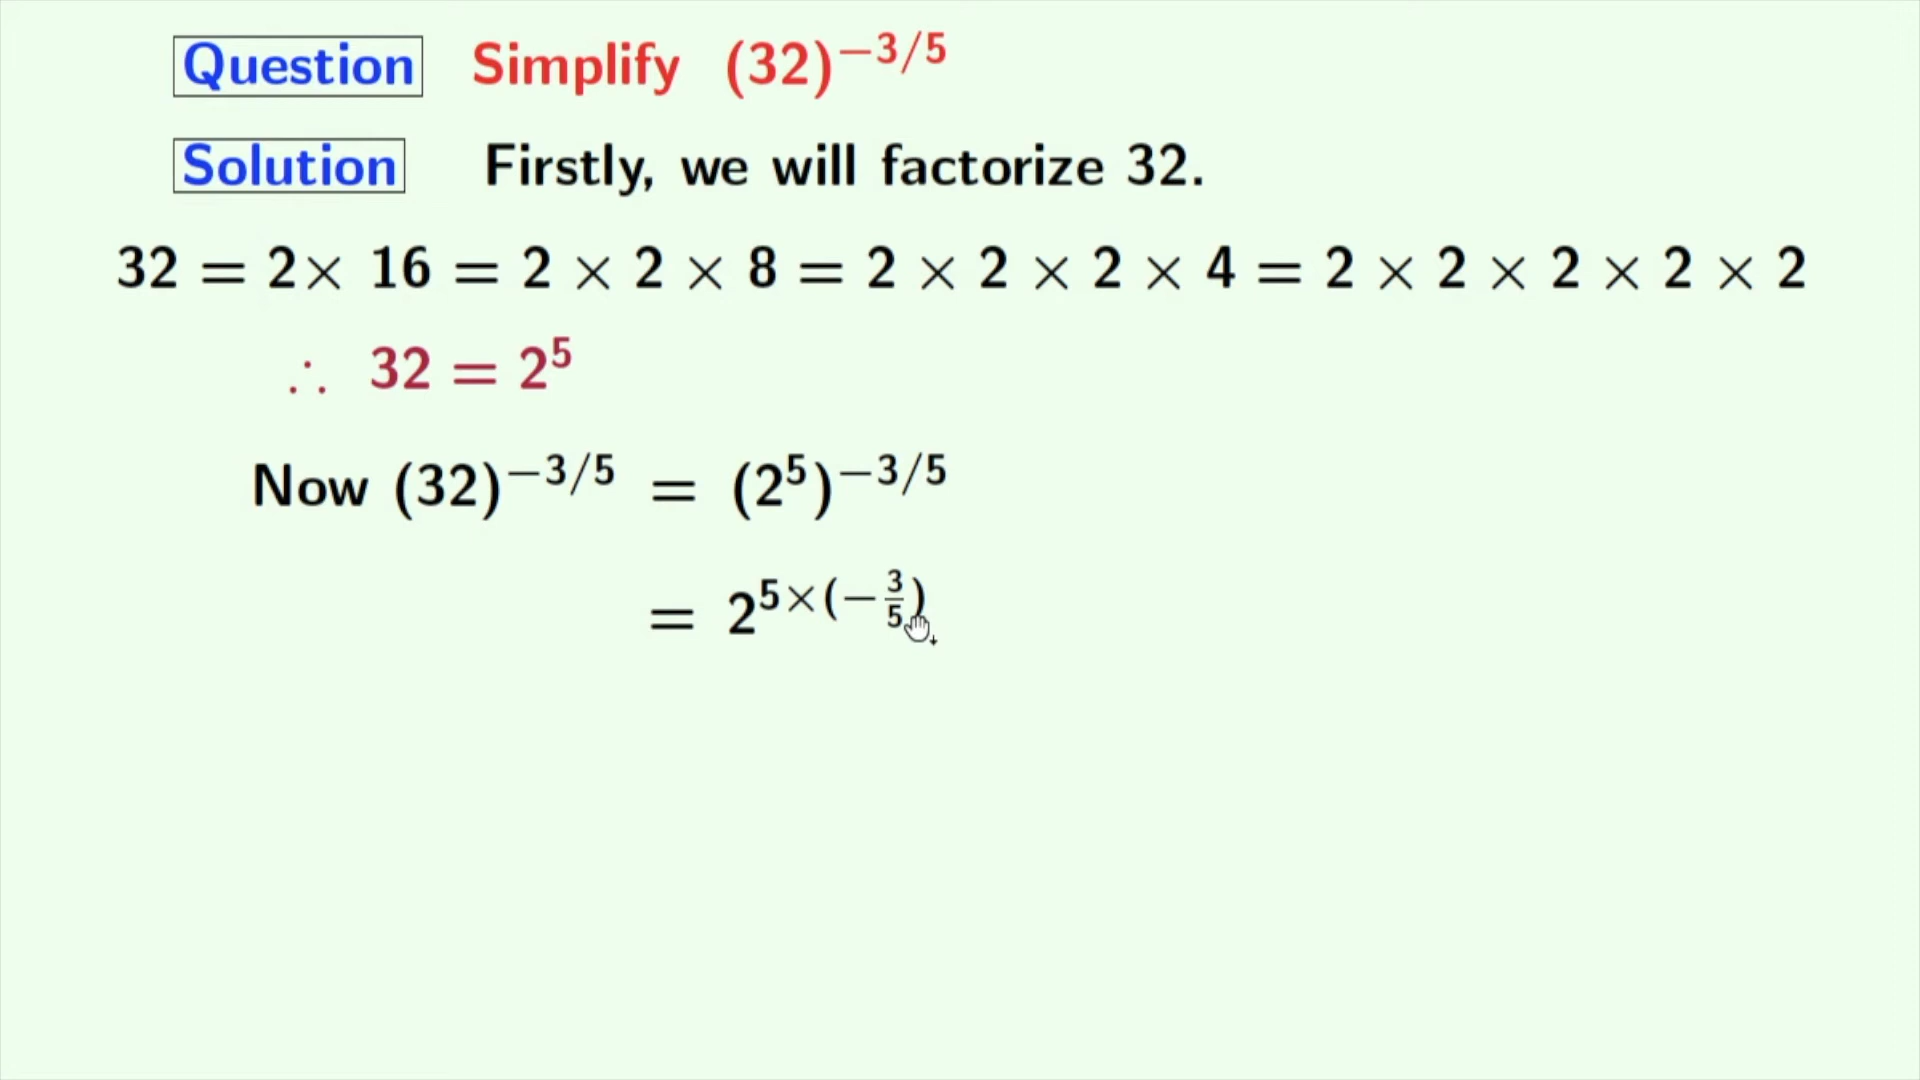 Question Simplify (32)^{-3/5}
Solution Firstly, we will factorize 32.
32 = 2× 16 = 2 × 2 × 8 = 2 × 2 × 2 × 4 = 2 × 2 × 2 × 2 × 2
∴ 32 = 2^5
Now (32)^{-3/5} = (2^5)^{-3/5}
= 2^{5×(-\frac{3}{5})}